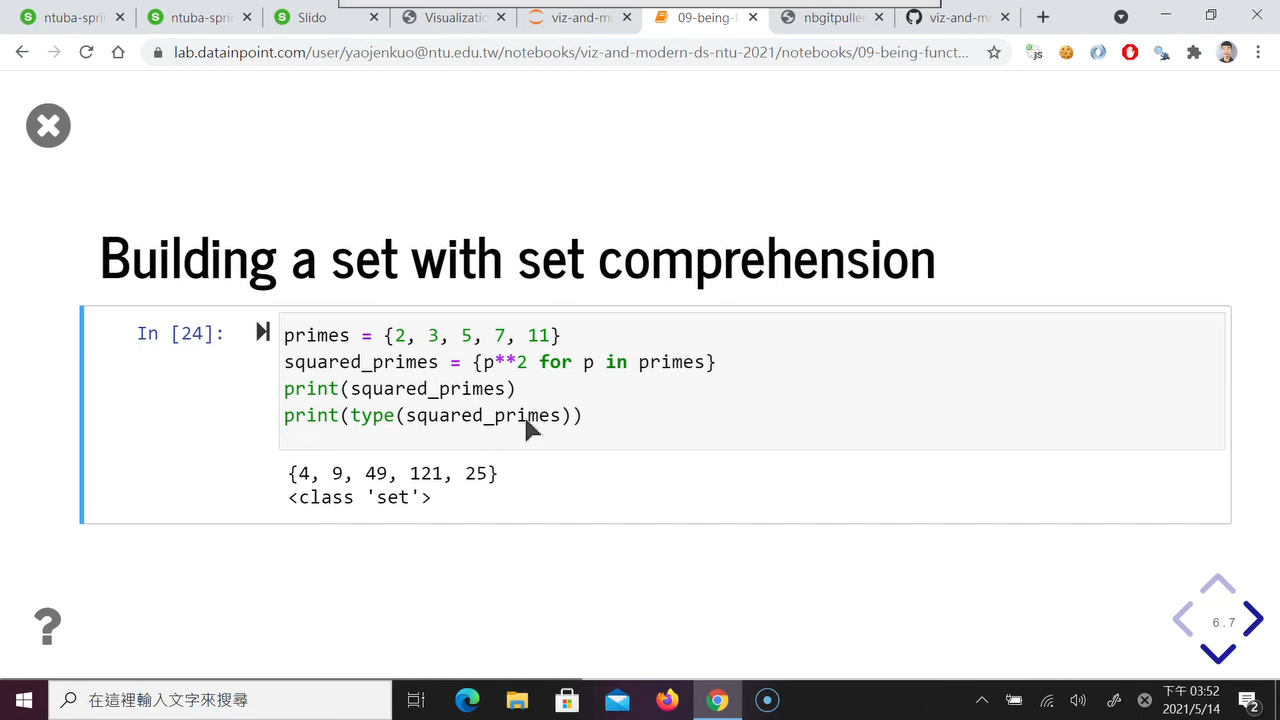 ntuba-spri
ntuba-spri
Slido
Visualizatio
viz-and-mo
09-being-f
nbgitpuller
viz-and-mo
lab.datainpoint.com/user/yaojenkuo@ntu.edu.tw/notebooks/viz-and-modern-ds-ntu-2021/notebooks/09-being-funct...
Building a set with set comprehension
In [24]:
primes = {2, 3, 5, 7, 11}
squared_primes = {p**2 for p in primes}
print(squared_primes)
print(type(squared_primes))
{4, 9, 49, 121, 25}
<class 'set'>
6.7
?
在這裡輸入文字來搜尋
下午 03:52
2021/5/14
2